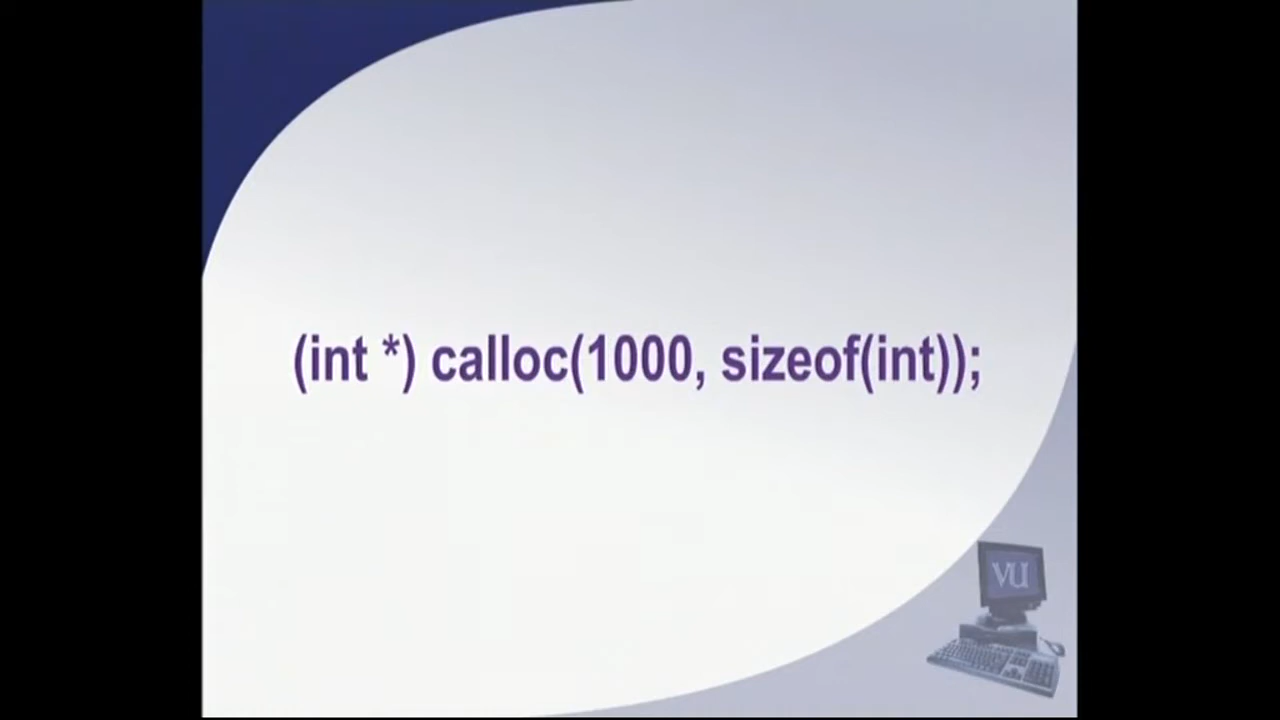 (int *) calloc(1000, sizeof(int));
VU